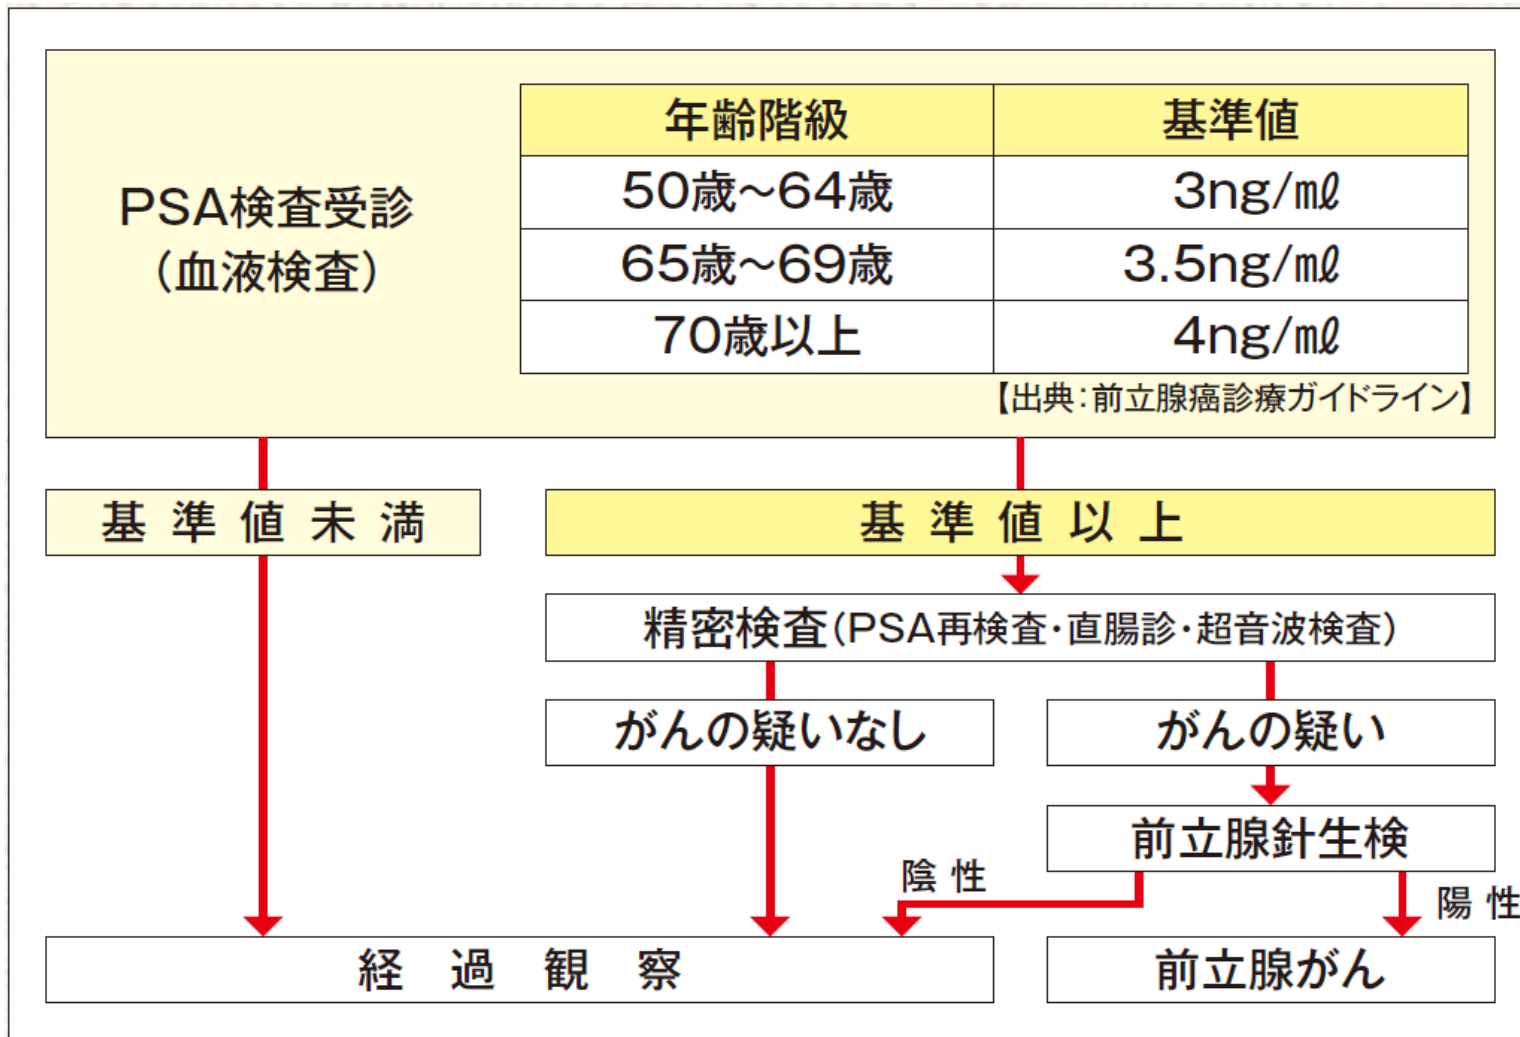 PSA検査受診
（血液検査）
年齢階級 基準値
50歳〜64歳 3ng/㎖
65歳〜69歳 3.5ng/㎖
70歳以上 4ng/㎖
【出典：前立腺癌診療ガイドライン】
基準値未満 基準値以上
精密検査（PSA再検査・直腸診・超音波検査）
がんの疑いなし がんの疑い
前立腺針生検
陰性 陽性
経過観察 前立腺がん